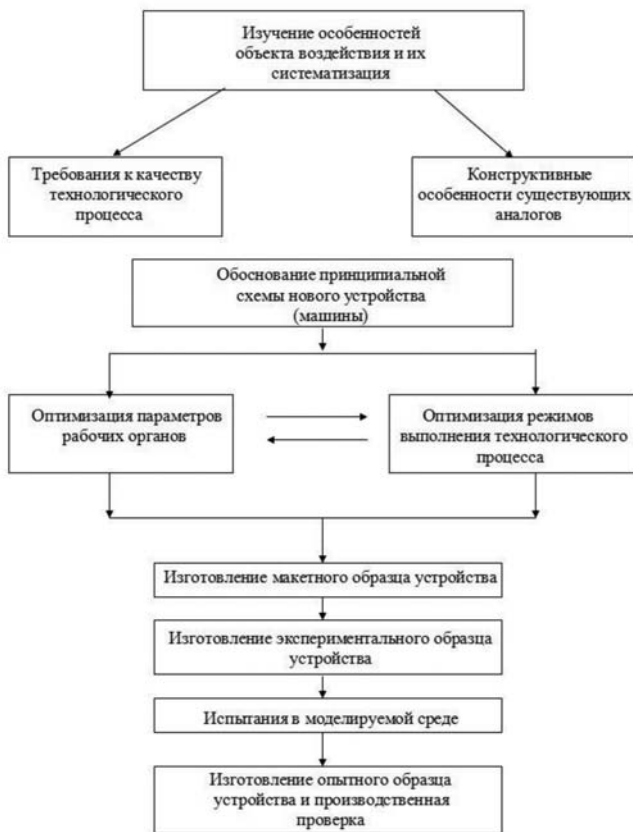 Изучение особенностей
объекта воздействия и их
систематизация
Требования к качеству
технологического
процесса
Конструктивные
особенности существующих
аналогов
Обоснование принципиальной
схемы нового устройства
(машины)
Оптимизация параметров
рабочих органов
Оптимизация режимов
выполнения технологического
процесса
Изготовление макетного образца устройства
Изготовление экспериментального образца
устройства
Испытания в моделируемой среде
Изготовление опытного образца
устройства и производственная
проверка